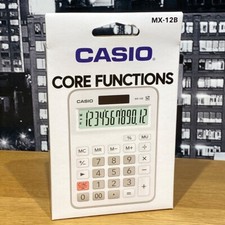 MX-12B
CASIO
CORE FUNCTIONS
CASIO
123456789012
% MU
MC MR M- M+ ÷
7 8 9 ×
4 5 6 −
1 2 3 +
0 00 . =